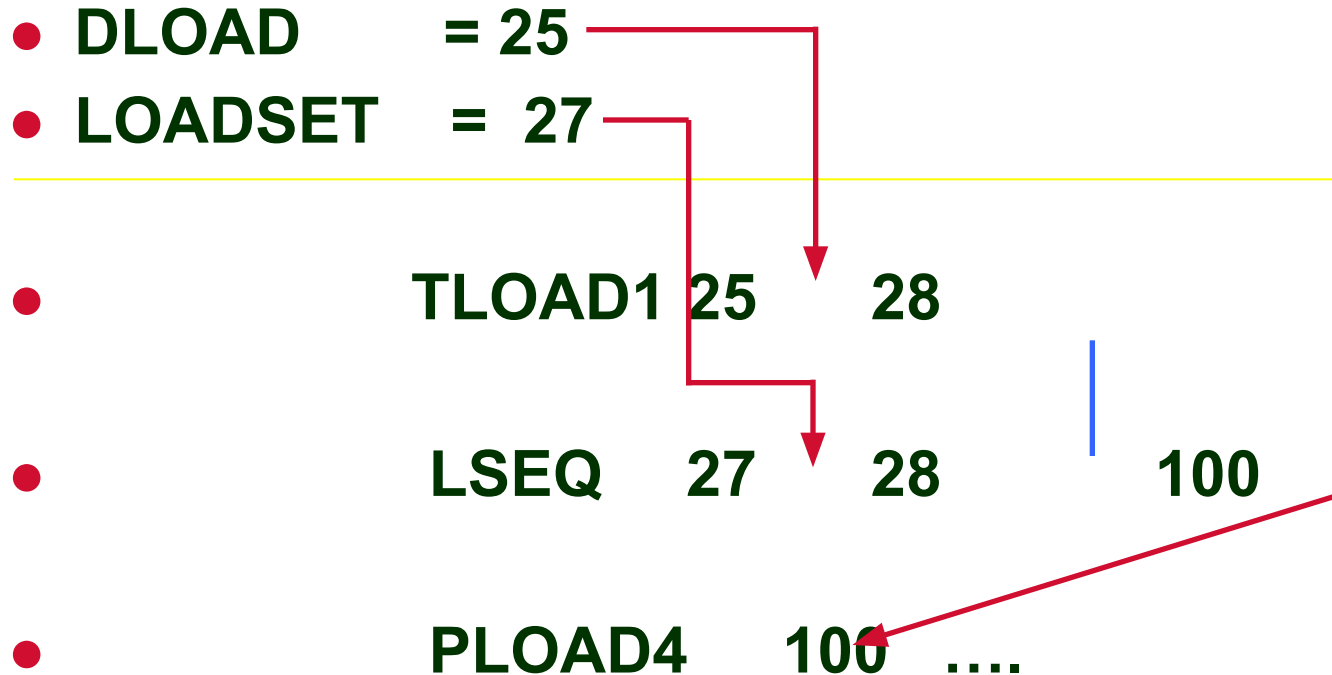 • DLOAD = 25
• LOADSET = 27
• TLOAD1 25 28
• LSEQ 27 28 100
• PLOAD4 100 ....